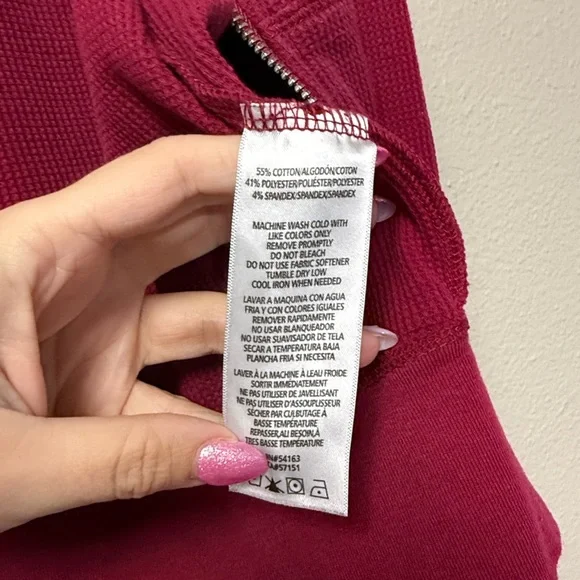 55% COTTON/ALGODÓN/COTON
41% POLYESTER/POLIÉSTER/POLYESTER
4% SPANDEX/SPANDEX/SPANDEX
MACHINE WASH COLD WITH
LIKE COLORS ONLY
REMOVE PROMPTLY
DO NOT BLEACH
DO NOT USE FABRIC SOFTENER
TUMBLE DRY LOW
COOL IRON WHEN NEEDED
LAVAR A MAQUINA CON AGUA
FRIA Y CON COLORES IGUALES
REMOVER RAPIDAMENTE
NO USAR BLANQUEADOR
NO USAR SUAVISADOR DE TELA
SECAR A TEMPERATURA BAJA
PLANCHA FRIA SI NECESITA
LAVER À LA MACHINE À LEAU FROIDE
SORTIR IMMÉDIATEMENT
NE PAS UTILISER DE JAVELLISANT
NE PAS UTILISER D'ASSOUPLISSEUR
SÉCHER PAR CULBUTAGE À
BASSE TEMPÉRATURE
REPASSER, AU BESOIN, À
TRÈS BASSE TEMPÉRATURE
#54163
#57151